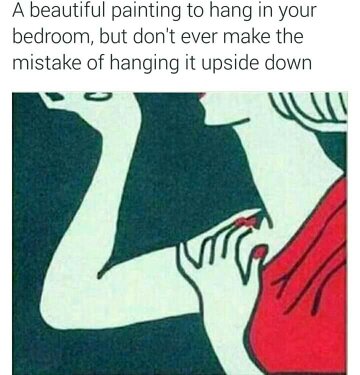 A beautiful painting to hang in your
bedroom, but don't ever make the
mistake of hanging it upside down